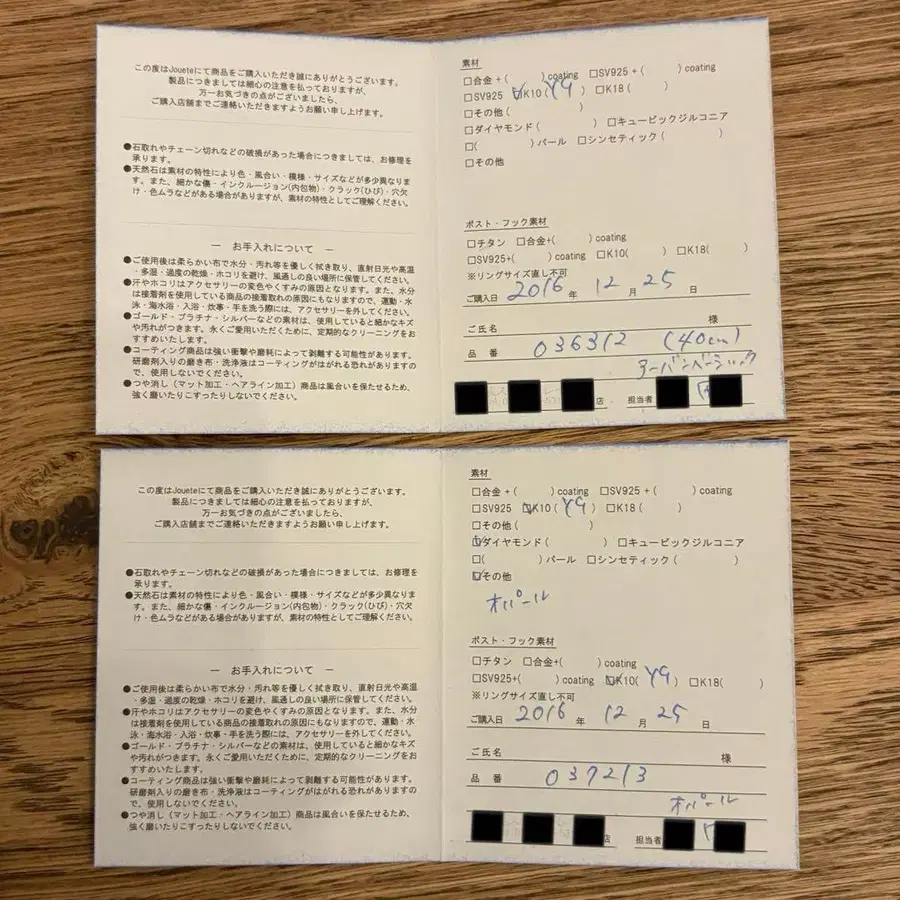 この度はJoueteにて商品をご購入いただき誠にありがとうございます。
製品につきましては細心の注意を払っておりますが、
万一お気づきの点がございましたら、
ご購入店舗までご連絡いただきますようお願い申し上げます。
●石取れやチェーン切れなどの破損があった場合につきましては、お修理を
承ります。
●天然石は素材の特性により色・風合い・模様・サイズなどが多少異なりま
す。また、細かな傷・インクルージョン(内包物)・クラック(ひび)・穴欠
け・色ムラなどがある場合がありますが、素材の特性としてご理解ください。
― お手入れについて ―
●ご使用後は柔らかい布で水分・汚れ等を優しく拭き取り、直射日光や高温
・多湿・過度の乾燥・ホコリを避け、風通しの良い場所に保管してください。
●汗やホコリはアクセサリーの変色やくすみの原因となります。また、水分
は接着剤を使用している商品の接着取れの原因にもなりますので、運動・水
泳・海水浴・入浴・炊事・手を洗う際には、アクセサリーを外してください。
●ゴールド・プラチナ・シルバーなどの素材は、使用していると細かなキズ
や汚れがつきます。永くご愛用いただくために、定期的なクリーニングをお
すすめいたします。
●コーティング商品は強い衝撃や磨耗によって剥離する可能性があります。
研磨剤入りの磨き布・洗浄液はコーティングがはがれる恐れがありますの
で、使用しないでください。
●つや消し（マット加工・ヘアライン加工）商品は風合いを保たせるため、
強く磨いたりこすったりしないでください。
素材
□合金 + ( ) coating □SV925 + ( ) coating
□SV925 ☑K10 ( YG ) □K18 ( )
□その他 ( )
□ダイヤモンド ( ) □キュービックジルコニア
□( ) パール □シンセティック ( )
□その他
ポスト・フック素材
□チタン □合金+( ) coating
□SV925+( ) coating □K10( ) □K18( )
※リングサイズ直し不可
ご購入日 2016 年 12 月 25 日
ご氏名 様
品番 036312 (40cm)
アーバンベーシック
店 担当者
この度はJoueteにて商品をご購入いただき誠にありがとうございます。
製品につきましては細心の注意を払っておりますが、
万一お気づきの点がございましたら、
ご購入店舗までご連絡いただきますようお願い申し上げます。
●石取れやチェーン切れなどの破損があった場合につきましては、お修理を
承ります。
●天然石は素材の特性により色・風合い・模様・サイズなどが多少異なりま
す。また、細かな傷・インクルージョン(内包物)・クラック(ひび)・穴欠
け・色ムラなどがある場合がありますが、素材の特性としてご理解ください。
― お手入れについて ―
●ご使用後は柔らかい布で水分・汚れ等を優しく拭き取り、直射日光や高温
・多湿・過度の乾燥・ホコリを避け、風通しの良い場所に保管してください。
●汗やホコリはアクセサリーの変色やくすみの原因となります。また、水分
は接着剤を使用している商品の接着取れの原因にもなりますので、運動・水
泳・海水浴・入浴・炊事・手を洗う際には、アクセサリーを外してください。
●ゴールド・プラチナ・シルバーなどの素材は、使用していると細かなキズ
や汚れがつきます。永くご愛用いただくために、定期的なクリーニングをお
すすめいたします。
●コーティング商品は強い衝撃や磨耗によって剥離する可能性があります。
研磨剤入りの磨き布・洗浄液はコーティングがはがれる恐れがありますの
で、使用しないでください。
●つや消し（マット加工・ヘアライン加工）商品は風合いを保たせるため、
強く磨いたりこすったりしないでください。
素材
□合金 + ( ) coating □SV925 + ( ) coating
□SV925 ☑K10 ( YG ) □K18 ( )
□その他 ( )
☑ダイヤモンド ( ) □キュービックジルコニア
□( ) パール □シンセティック ( )
☑その他
オパール
ポスト・フック素材
□チタン □合金+( ) coating
□SV925+( ) coating ☑K10( YG ) □K18( )
※リングサイズ直し不可
ご購入日 2016 年 12 月 25 日
ご氏名 様
品番 037213
オパール
店 担当者